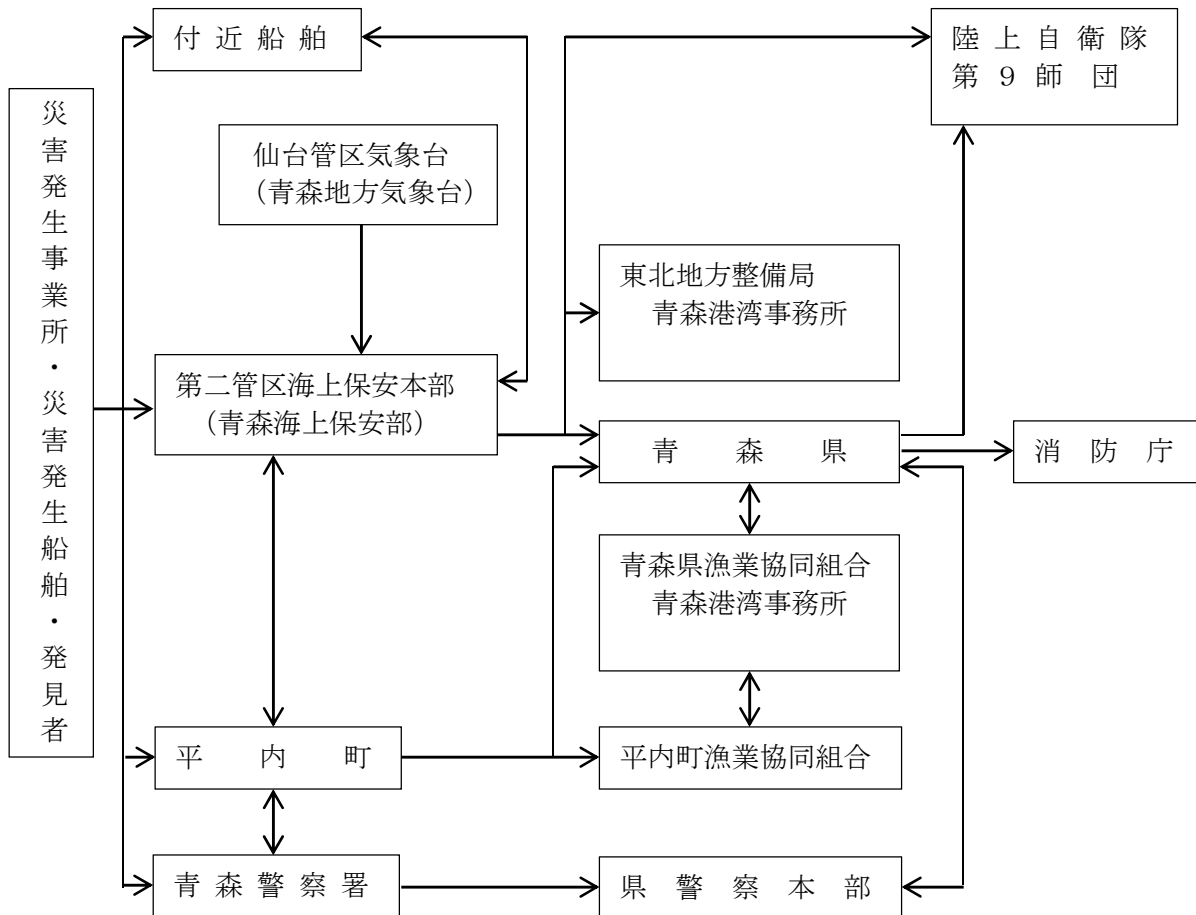 付近船舶
陸上自衛隊
第9師団
災害発生事業所・災害発生船舶・発見者
仙台管区気象台
（青森地方気象台）
東北地方整備局
青森港湾事務所
第二管区海上保安本部
（青森海上保安部）
青森県
消防庁
青森県漁業協同組合
青森港湾事務所
平内町
平内町漁業協同組合
青森警察署
県警察本部